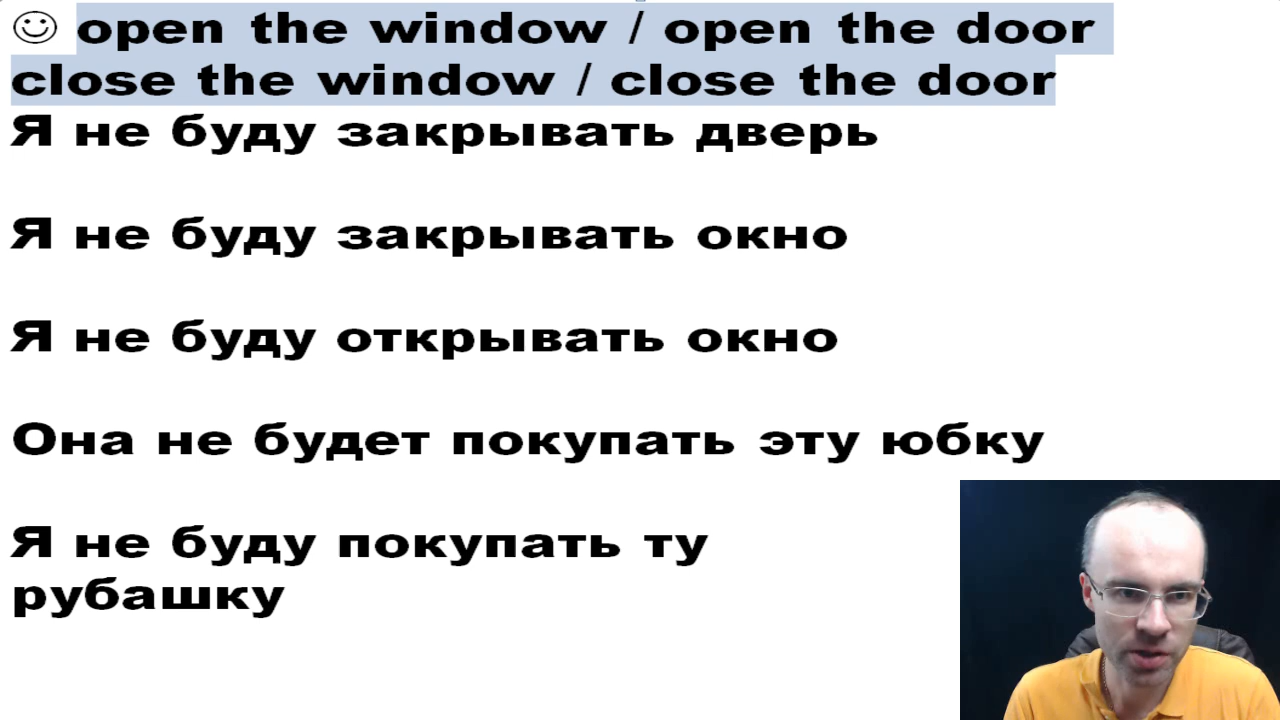 ☺ open the window / open the door
close the window / close the door
Я не буду закрывать дверь
Я не буду закрывать окно
Я не буду открывать окно
Она не будет покупать эту юбку
Я не буду покупать ту
рубашку